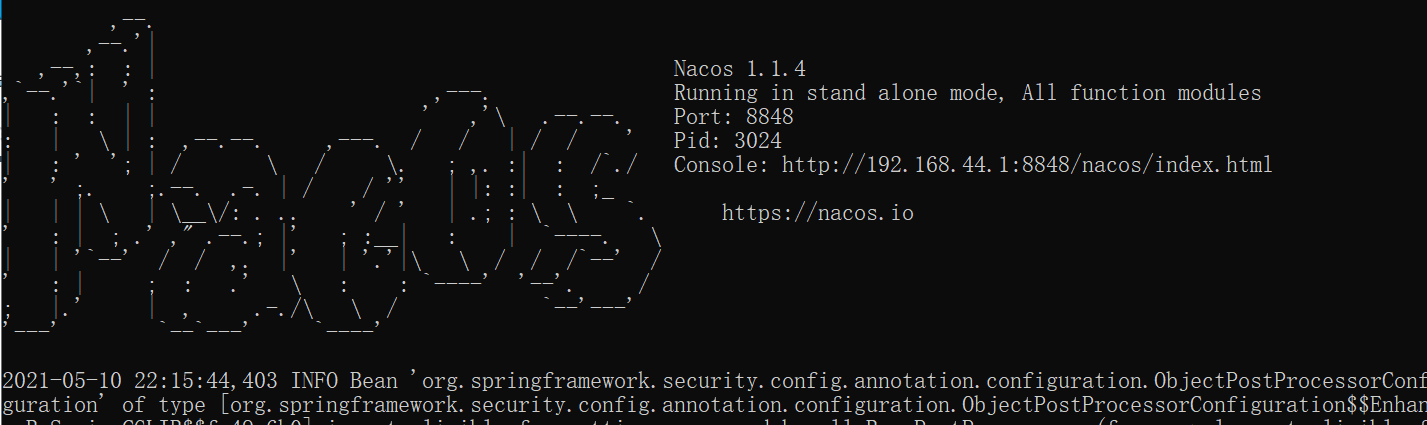 Nacos 1.1.4
Running in stand alone mode, All function modules
Port: 8848
Pid: 3024
Console: http://192.168.44.1:8848/nacos/index.html
https://nacos.io
2021-05-10 22:15:44,403 INFO Bean 'org.springframework.security.config.annotation.configuration.ObjectPostProcessorConf
guration' of type [org.springframework.security.config.annotation.configuration.ObjectPostProcessorConfiguration$$Enhan